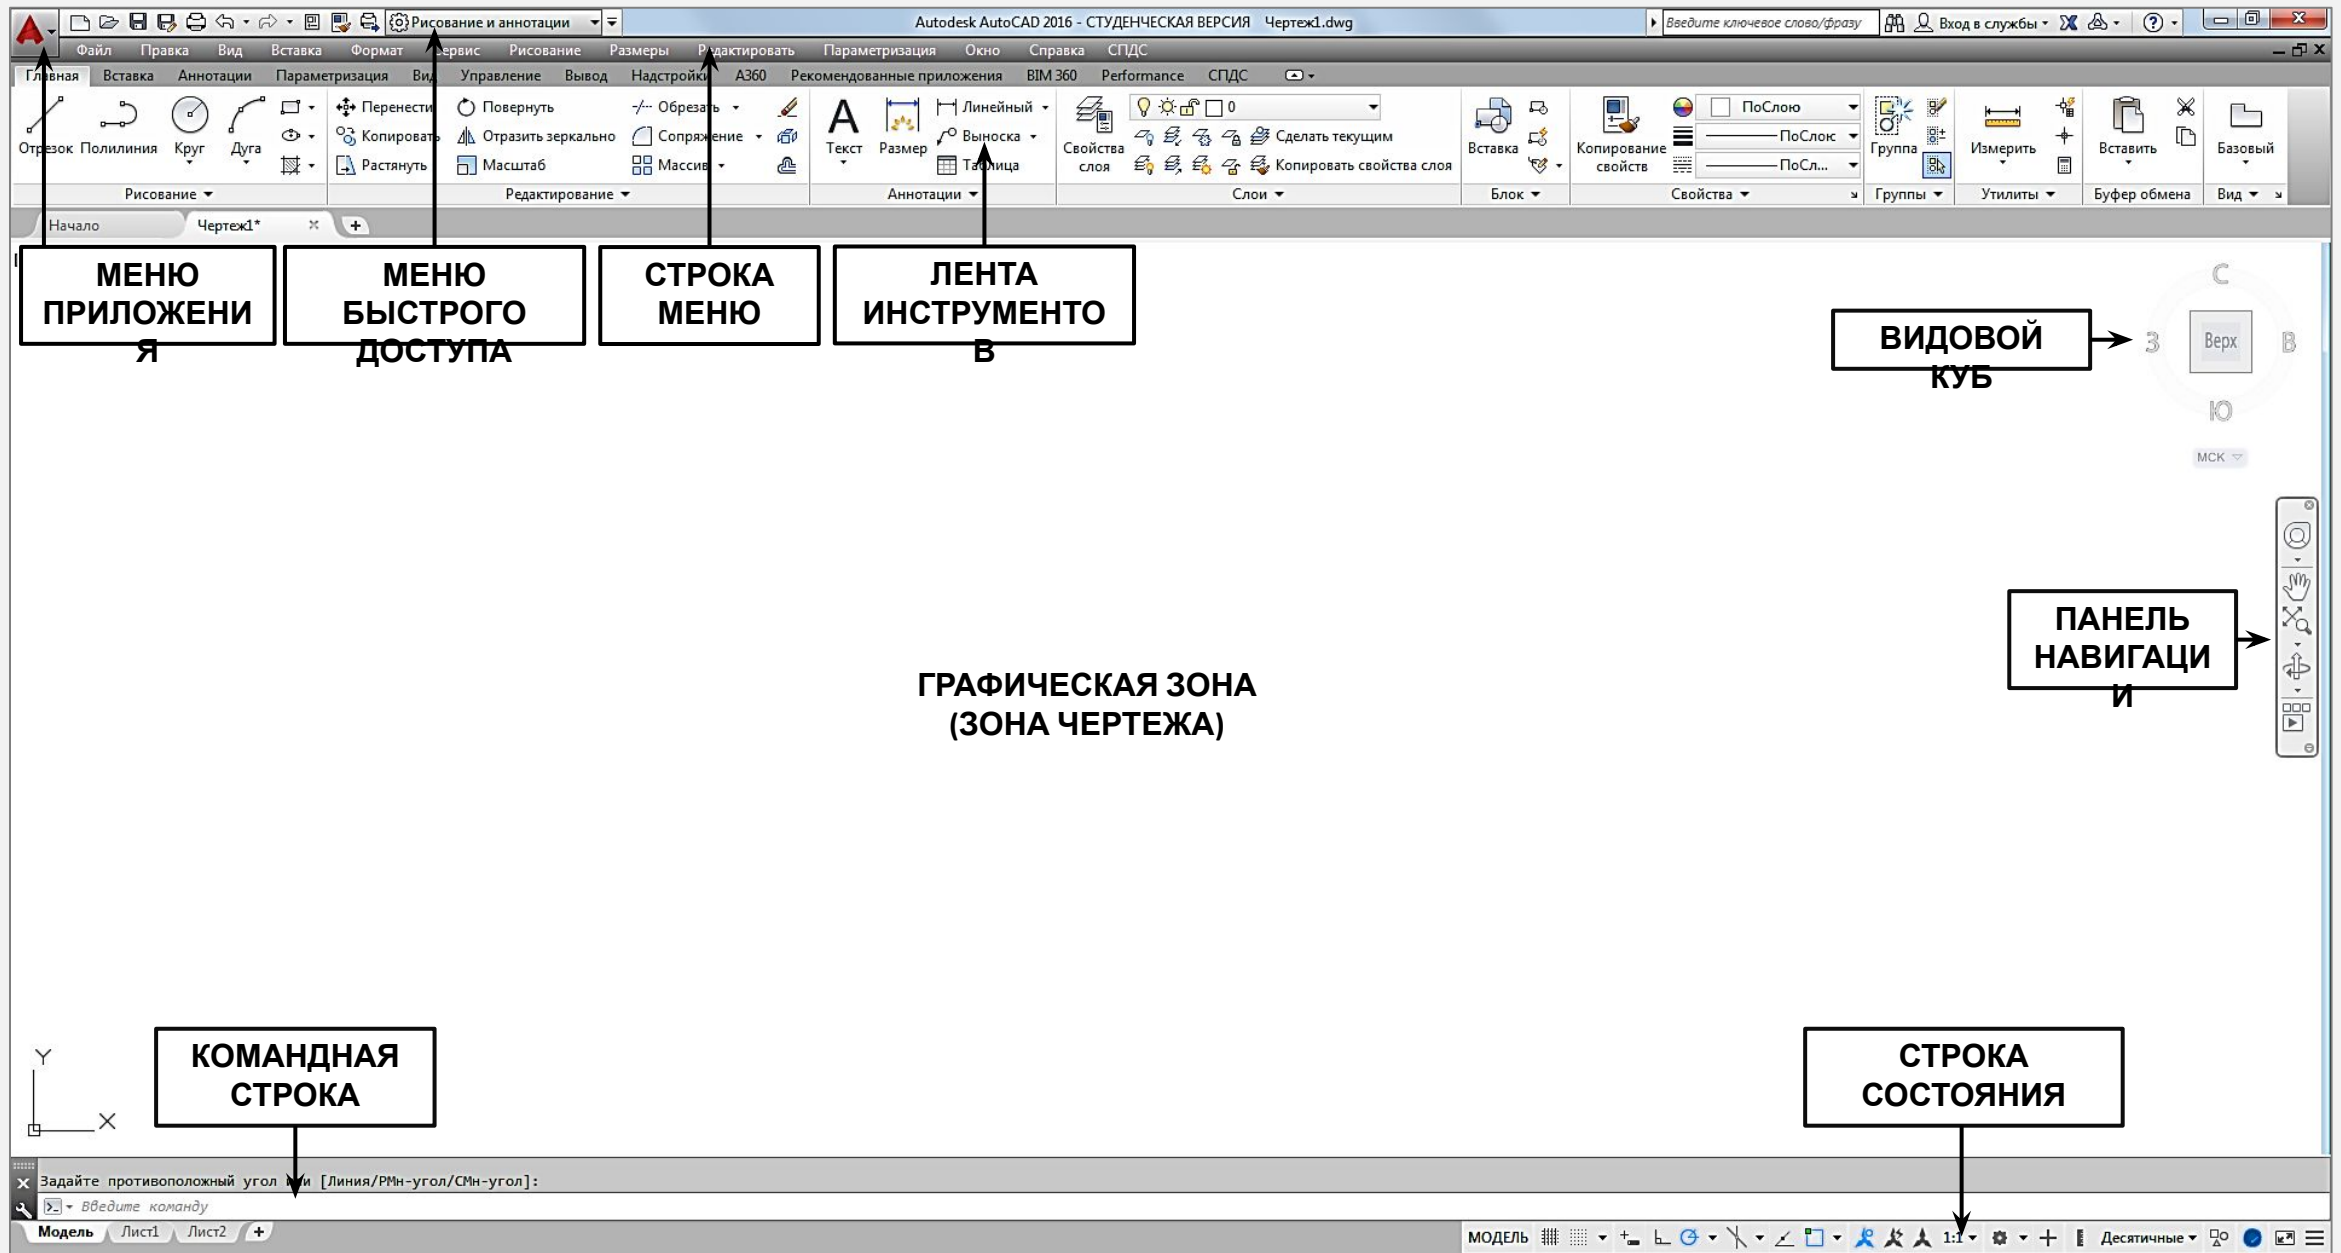 Рисование и аннотации
Autodesk AutoCAD 2016 - СТУДЕНЧЕСКАЯ ВЕРСИЯ Чертеж1.dwg
Введите ключевое слово/фразу
Вход в службы
Файл Правка Вид Вставка Формат Сервис Рисование Размеры Редактировать Параметризация Окно Справка СПДС
Главная Вставка Аннотации Параметризация Вид Управление Вывод Надстройки A360 Рекомендованные приложения BIM 360 Performance СПДС
Перенести Повернуть Обрезать Линейный 0 ПоСлою
Копировать Отразить зеркально Сопряжение Выноска Сделать текущим ПоСлою
Отрезок Полилиния Круг Дуга Текст Размер Свойства слоя Вставка Копирование свойств Группа Измерить Вставить Базовый
Растянуть Масштаб Массив Таблица Копировать свойства слоя ПоСл...
Рисование Редактирование Аннотации Слои Блок Свойства Группы Утилиты Буфер обмена Вид
Начало Чертеж1*
МЕНЮ
ПРИЛОЖЕНИ
Я
МЕНЮ
БЫСТРОГО
ДОСТУПА
СТРОКА
МЕНЮ
ЛЕНТА
ИНСТРУМЕНТО
В
ВИДОВОЙ
КУБ
С
З Верх В
Ю
МСК
ПАНЕЛЬ
НАВИГАЦИ
И
ГРАФИЧЕСКАЯ ЗОНА
(ЗОНА ЧЕРТЕЖА)
КОМАНДНАЯ
СТРОКА
СТРОКА
СОСТОЯНИЯ
Y
X
Задайте противоположный угол или [Линия/РМн-угол/СМн-угол]:
Введите команду
Модель Лист1 Лист2
МОДЕЛЬ 1:1 Десятичные